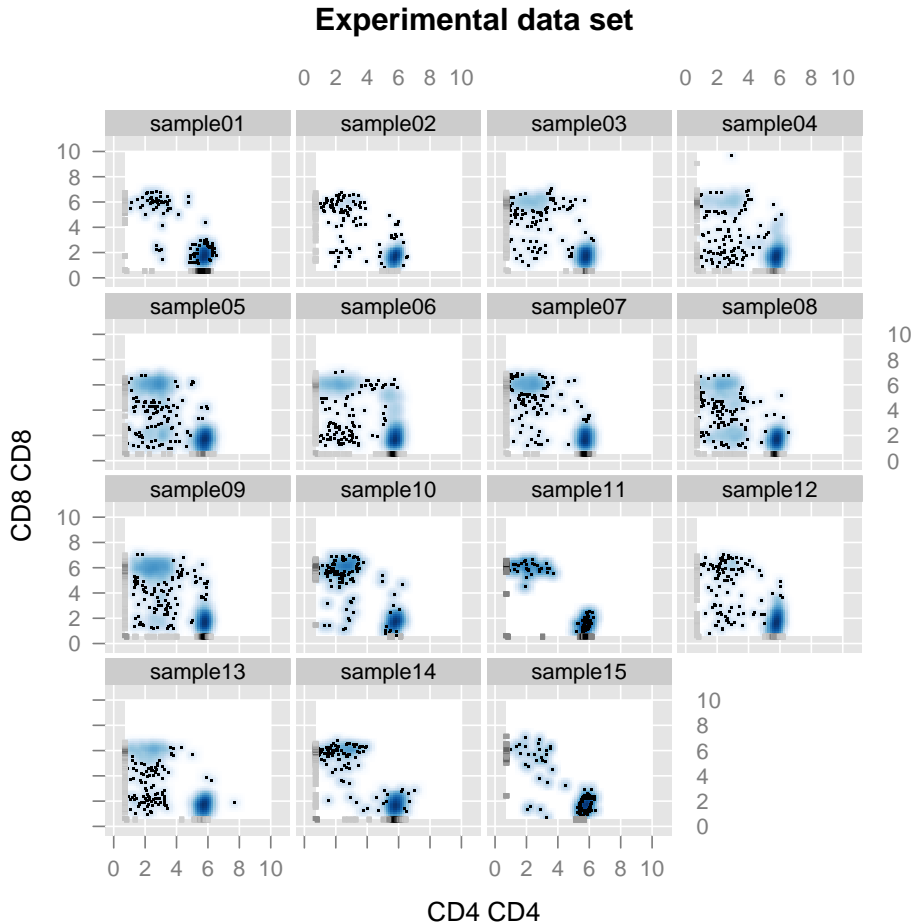 Experimental data set
0 2 4 6 8 10 0 2 4 6 8 10
sample01 sample02 sample03 sample04
10
8
6
4
2
0
sample05 sample06 sample07 sample08
10
8
6
4
2
0
CD8 CD8
sample09 sample10 sample11 sample12
10
8
6
4
2
0
sample13 sample14 sample15
10
8
6
4
2
0
0 2 4 6 8 10 0 2 4 6 8 10
CD4 CD4